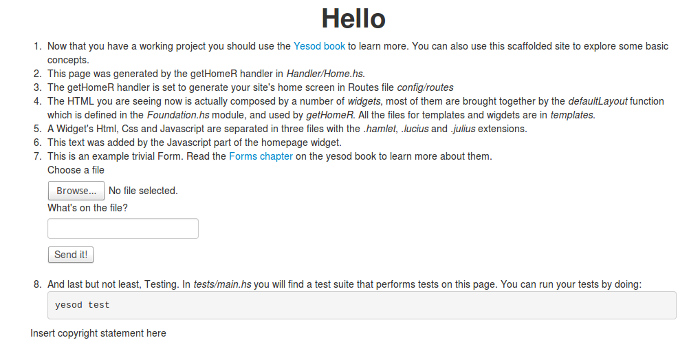 Hello
1. Now that you have a working project you should use the Yesod book to learn more. You can also use this scaffolded site to explore some basic
concepts.
2. This page was generated by the getHomeR handler in Handler/Home.hs.
3. The getHomeR handler is set to generate your site's home screen in Routes file config/routes
4. The HTML you are seeing now is actually composed by a number of widgets, most of them are brought together by the defaultLayout function
which is defined in the Foundation.hs module, and used by getHomeR. All the files for templates and wigdets are in templates.
5. A Widget's Html, Css and Javascript are separated in three files with the .hamlet, .lucius and .julius extensions.
6. This text was added by the Javascript part of the homepage widget.
7. This is an example trivial Form. Read the Forms chapter on the yesod book to learn more about them.
Choose a file
Browse... No file selected.
What's on the file?
Send it!
8. And last but not least, Testing. In tests/main.hs you will find a test suite that performs tests on this page. You can run your tests by doing:
yesod test
Insert copyright statement here